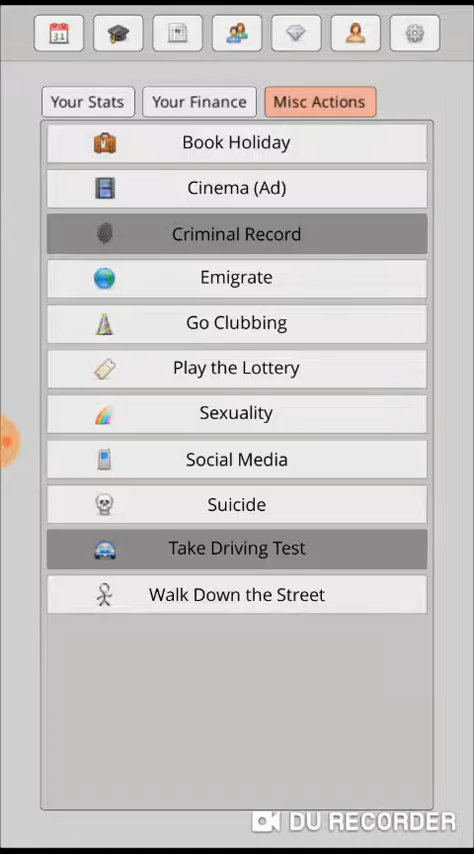 31
Your Stats Your Finance Misc Actions
Book Holiday
Cinema (Ad)
Criminal Record
Emigrate
Go Clubbing
Play the Lottery
Sexuality
Social Media
Suicide
Take Driving Test
Walk Down the Street
DU RECORDER